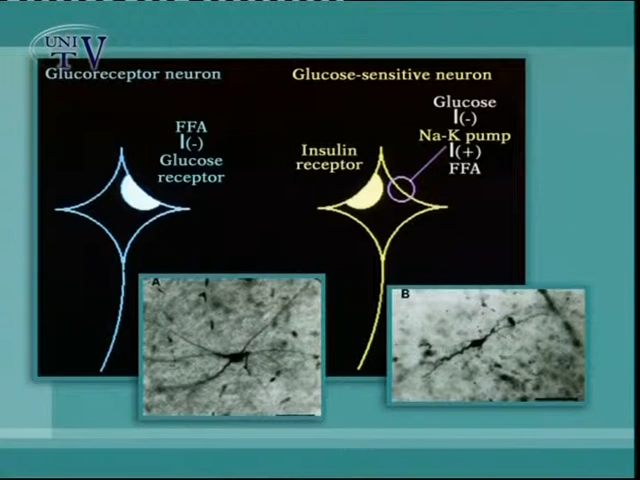 UNI
TV
Glucoreceptor neuron
Glucose-sensitive neuron
FFA
I(-)
Glucose
receptor
Insulin
receptor
Glucose
I(-)
Na-K pump
I(+)
FFA
A
B